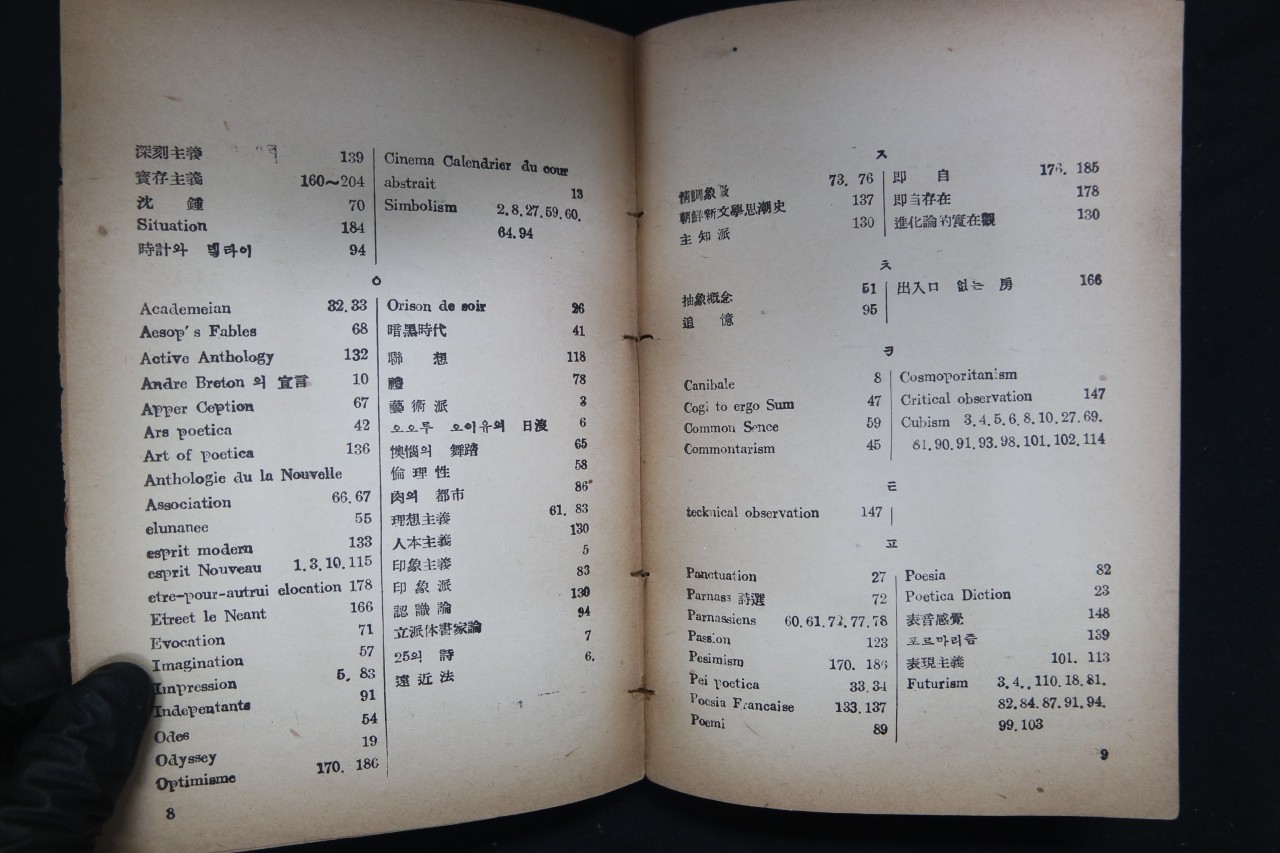 深刻主義 139
實存主義 160～204
沈 鍾 70
Situation 184
時計와 94
Cinema Calendrier du cour
abstrait 13
Simbolism 2.8.27.59.60.
64.94
ㅇ
Academeian 32.33
Aesop's Fables 68
Active Anthology 132
Andre Breton 의 宣言 10
Apper Ception 67
Ars poetica 42
Art of poetica 136
Anthologie du la Nouvelle
Association 66.67
elunanee 55
esprit modern 133
esprit Nouveau 1.3.10.115
etre-pour-autrui elocation 178
Etreet le Neant 166
Evocation 71
Imagination 57
Impression 5. 83
Indepentants 91
Odes 54
Odyssey 19
Optimisme 170. 186
Orison de soir 26
暗黑時代 41
聯 想 118
禮 78
藝術派 3
오오두 오이유의 日沒 6
懊惱의 舞蹈 65
倫理性 58
肉의 都市 86
理想主義 61. 83
人本主義 130
印象主義 5
印象派 83
認識論 130
立派体書家論 94
25의 詩 7
遠近法 6.
8
ㅈ
情調象 73. 76
朝鮮新文學思潮史 137
主知派 130
即 自 176. 185
即自存在 178
進化論的實在觀 130
ㅊ
抽象概念 51
追 憶 95
出入口 없는 房 166
ㅋ
Canibale 8
Cogi to ergo Sum 47
Common Sence 59
Commontarism 45
Cosmoporitanism
Critical observation 147
Cubism 3.4.5.6.8.10.27.69.
81.90.91.93.98.101.102.114
ㅌ
technical observation 147
ㅍ
Panctuation 27
Parnass 詩選 72
Parnassiens 60.61.72.77.78
Passion 123
Pesimism 170. 186
Pei poetica 33.34
Poesia Francaise 133.137
Poemi 89
Poesia 82
Poetica Diction 23
表音感覺 148
포르마리즘 139
表現主義 101. 113
Futurism 3.4., 110.18.81.
82.84.87.91.94.
99.103
9